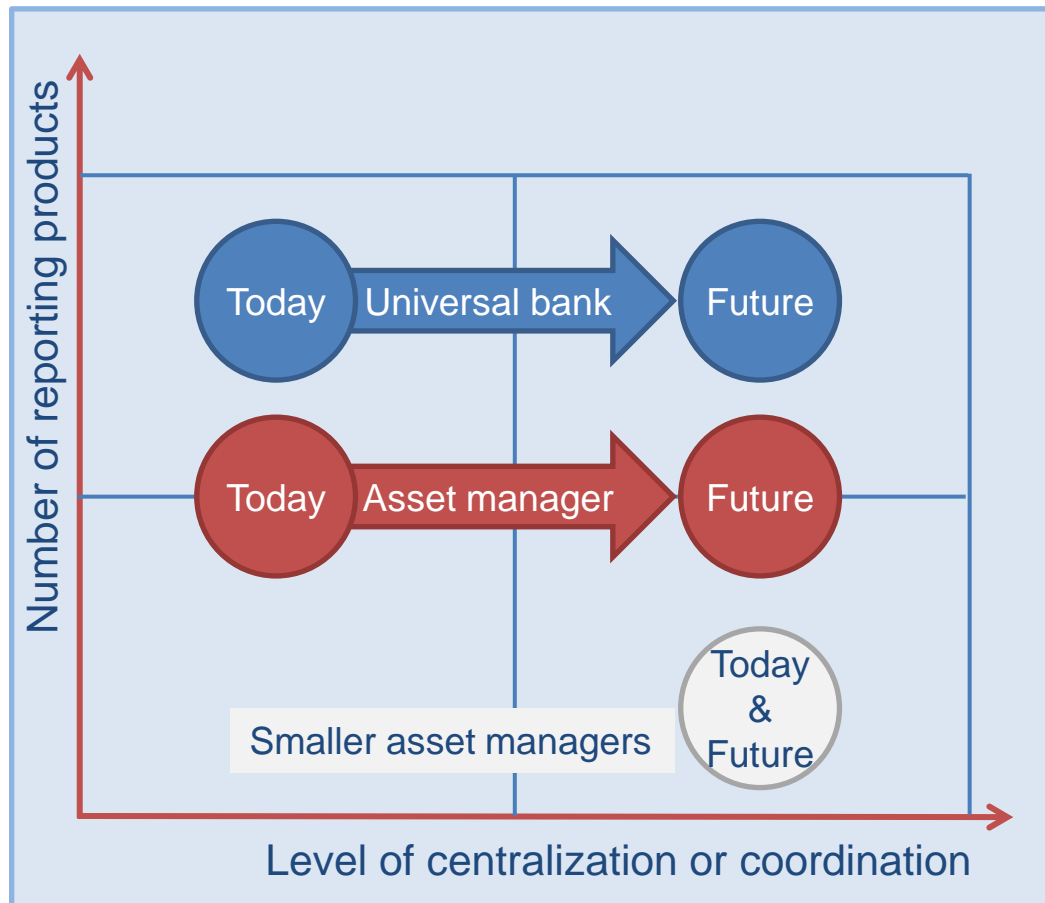 Number of reporting products
Today
Universal bank
Future
Today
Asset manager
Future
Today
&
Future
Smaller asset managers
Level of centralization or coordination